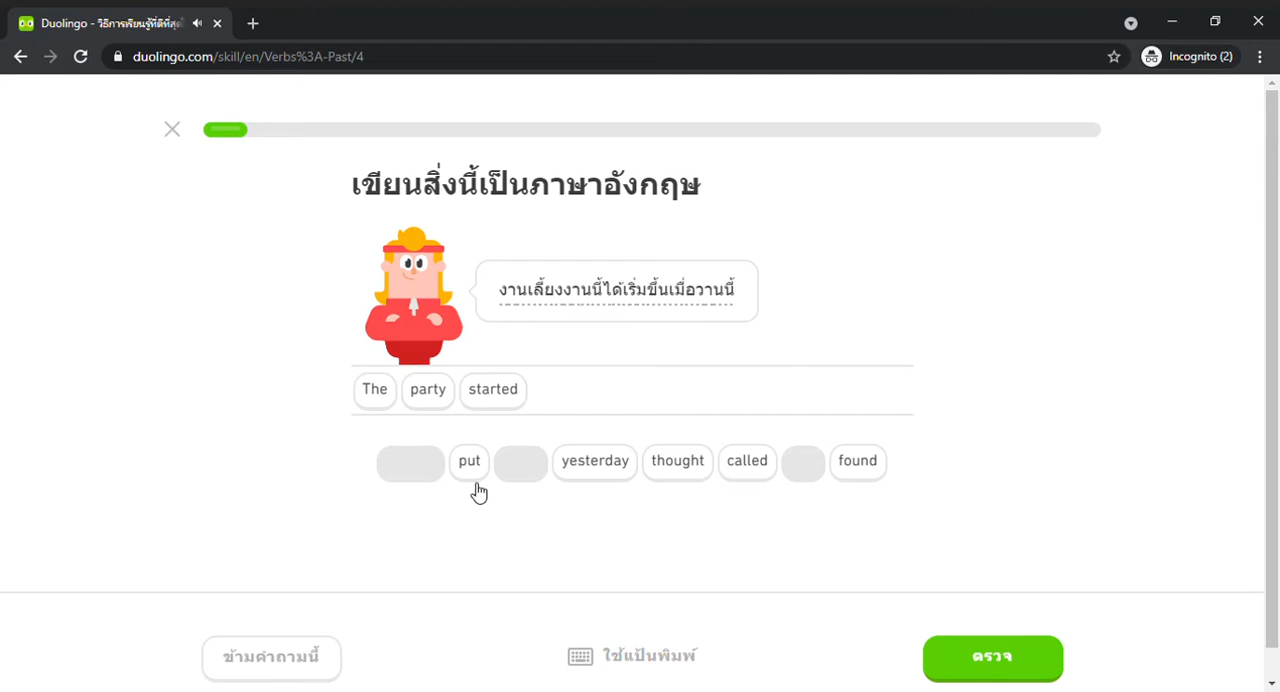 Duolingo - วิธีการเรียนรู้ที่ดีที่สุดใ
duolingo.com/skill/en/Verbs%3A-Past/4
Incognito (2)
เขียนสิ่งนี้เป็นภาษาอังกฤษ
งานเลี้ยงงานนี้ได้เริ่มขึ้นเมื่อวานนี้
The party started
put yesterday thought called found
ข้ามคำถามนี้ ใช้แป้นพิมพ์ ตรวจ